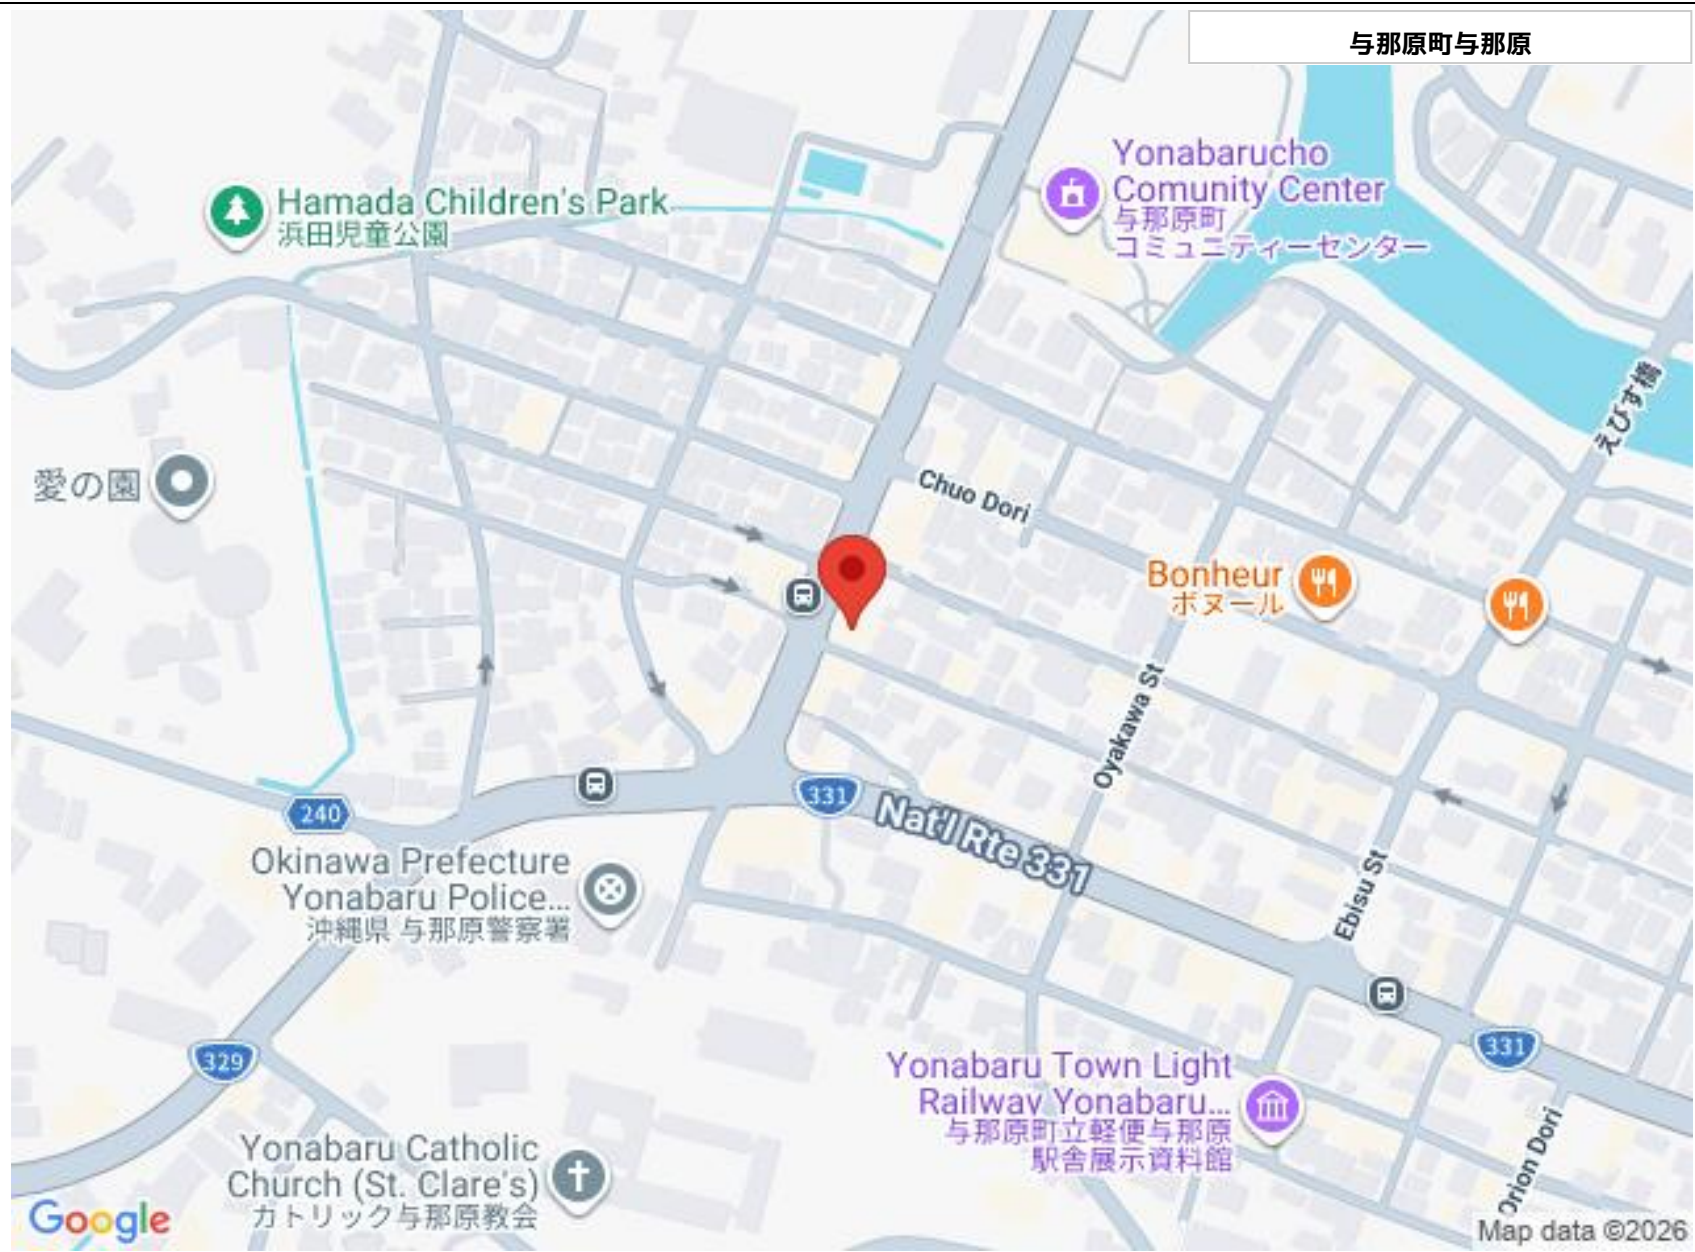 与那原町与那原
Yonabarucho
Comunity Center
与那原町
コミュニティーセンター
Hamada Children's Park
浜田児童公園
えびす橋
愛の園
Chuo Dori
Bonheur
ボヌール
Oyakawa St
240
331
Nat'l Rte 331
Okinawa Prefecture
Yonabaru Police...
沖縄県 与那原警察署
Ebisu St
329
331
Yonabaru Town Light
Railway Yonabaru...
与那原町立軽便与那原
駅舎展示資料館
Yonabaru Catholic
Church (St. Clare's)
カトリック与那原教会
Orion Dori
Google
Map data ©2026